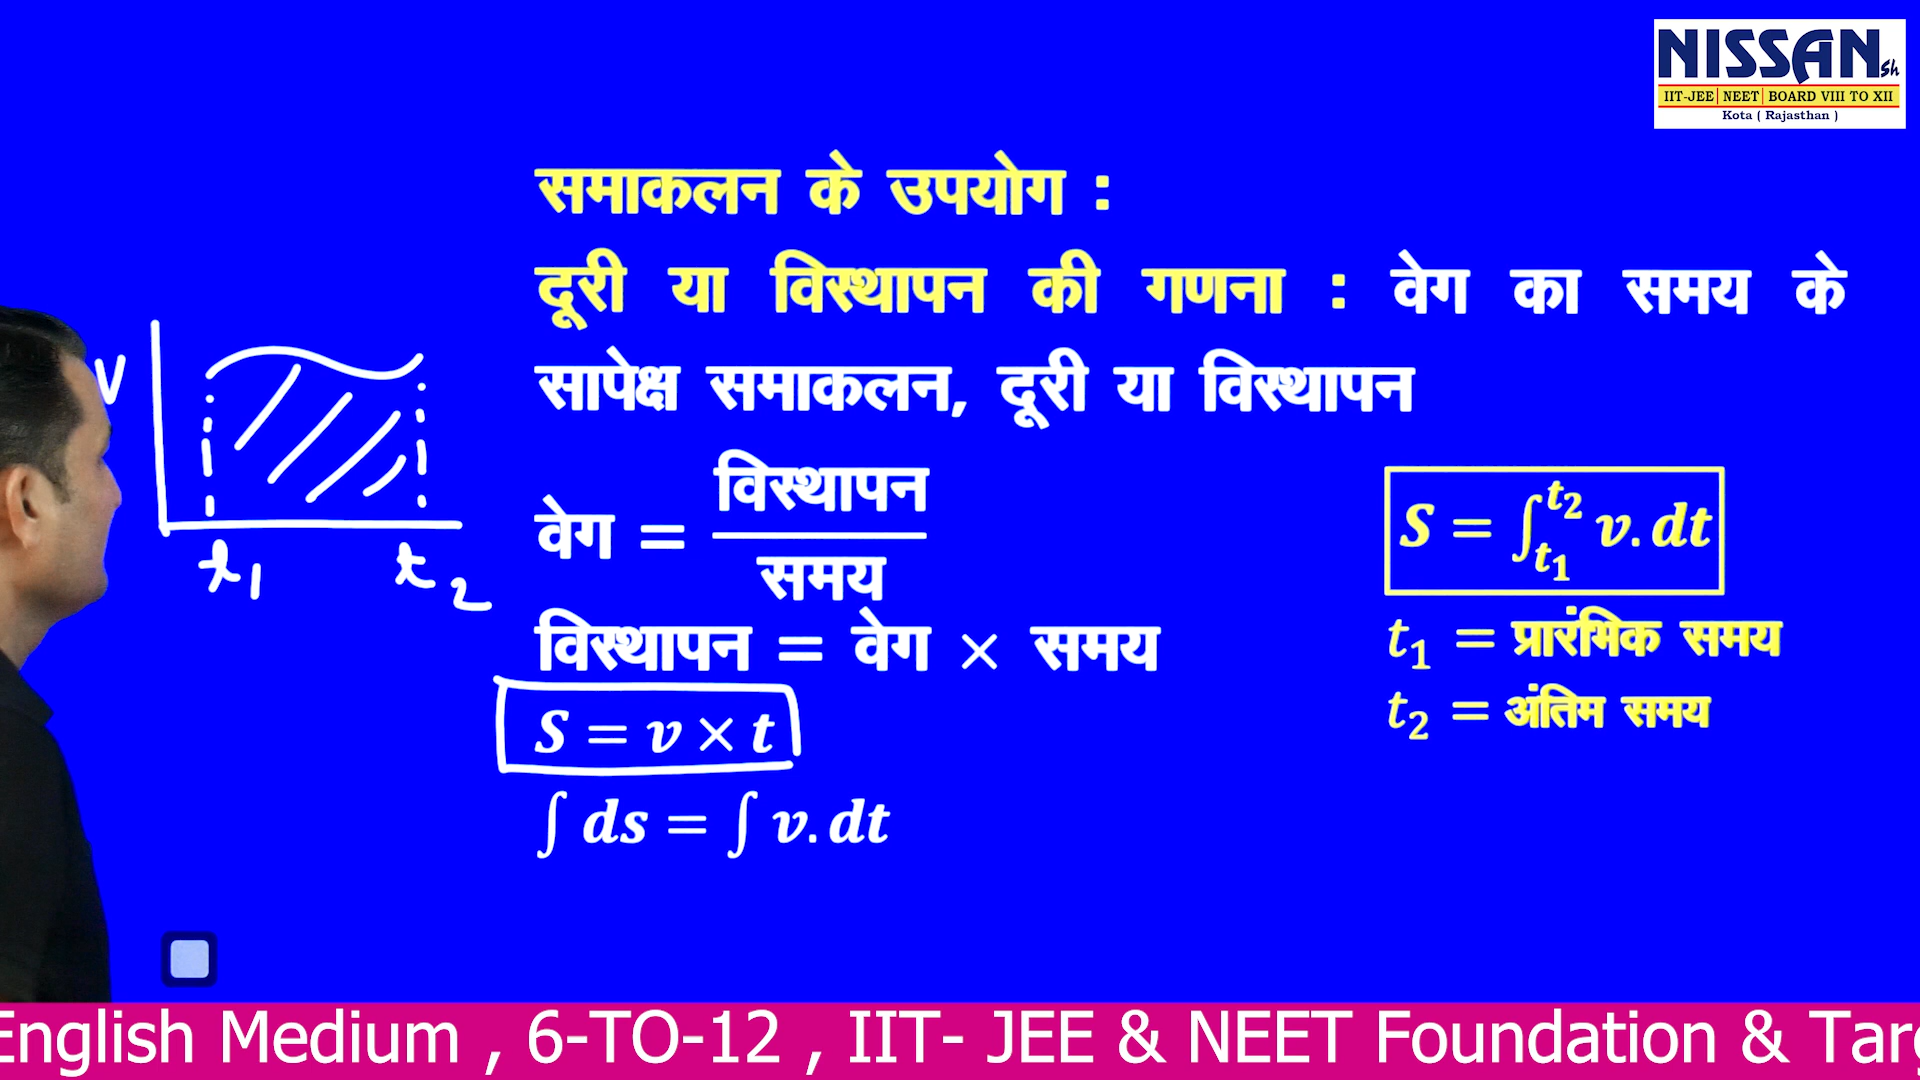 NISSAN Sh
IIT-JEE | NEET | BOARD VIII TO XII
Kota ( Rajasthan )
समाकलन के उपयोग :
दूरी या विस्थापन की गणना : वेग का समय के
सापेक्ष समाकलन, दूरी या विस्थापन
V
t₁ t₂
वेग = विस्थापन / समय
विस्थापन = वेग × समय
S = v × t
∫ ds = ∫ v. dt
S = ∫_{t₁}^{t₂} v. dt
t₁ = प्रारंभिक समय
t₂ = अंतिम समय
English Medium , 6-TO-12 , IIT- JEE & NEET Foundation & Targ